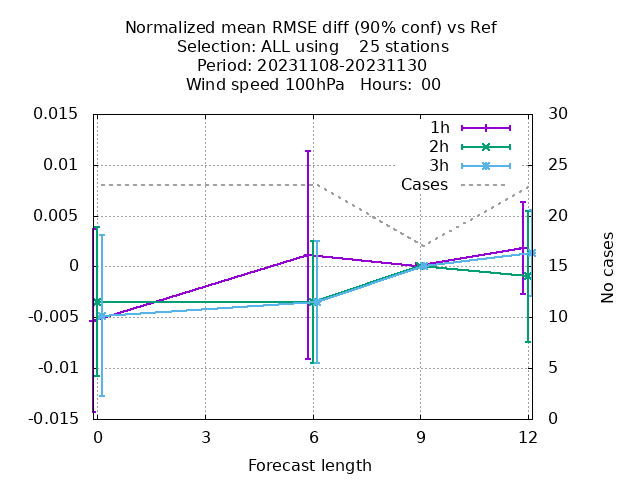 Normalized mean RMSE diff (90% conf) vs Ref
Selection: ALL using    25 stations
Period: 20231108-20231130
Wind speed 100hPa   Hours:  00
0.015
0.01
0.005
0
-0.005
-0.01
-0.015
30
25
20
15
10
5
0
1h
2h
3h
Cases
No cases
0 3 6 9 12
Forecast length